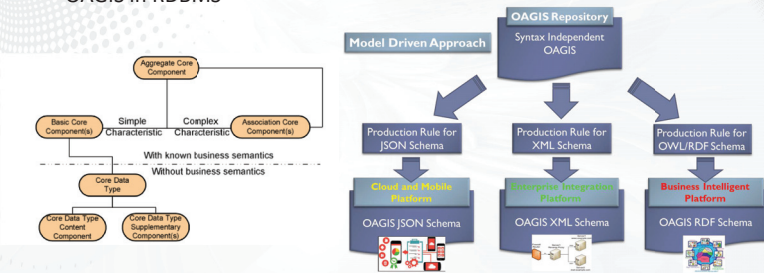 OAGIS in RDBMS
Aggregate Core
Component
Basic Core
Component(s)
Simple
Characteristic
Complex
Characteristic
Association Core
Component(s)
With known business semantics
Without business semantics
Core Data
Type
Core Data Type
Content
Component
Core Data Type
Supplementary
Component(s)
Model Driven Approach
OAGIS Repository
Syntax Independent
OAGIS
Production Rule for
JSON Schema
Production Rule for
XML Schema
Production Rule for
OWL/RDF Schema
Cloud and Mobile
Platform
OAGIS JSON Schema
Enterprise Integration
Platform
OAGIS XML Schema
Business Intelligent
Platform
OAGIS RDF Schema